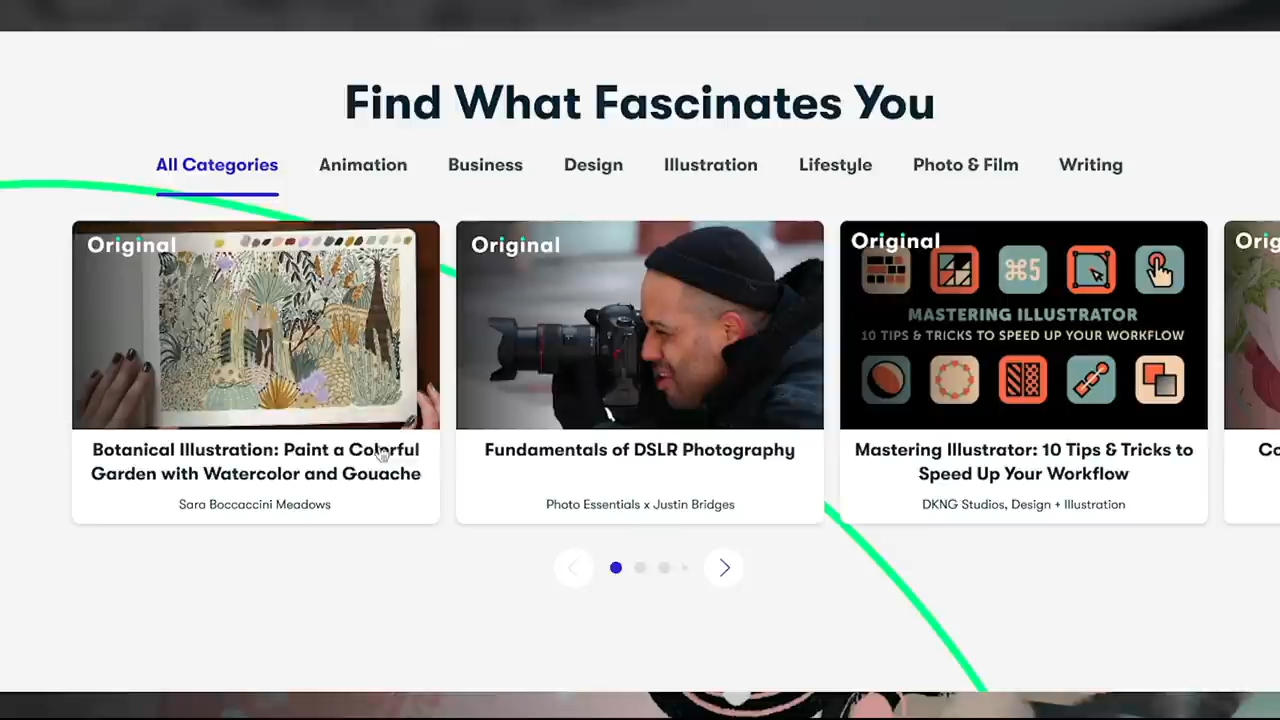 Find What Fascinates You
All Categories Animation Business Design Illustration Lifestyle Photo & Film Writing
Original
Original
Original
⌘5
MASTERING ILLUSTRATOR
10 TIPS & TRICKS TO SPEED UP YOUR WORKFLOW
Botanical Illustration: Paint a Colorful
Garden with Watercolor and Gouache
Sara Boccaccini Meadows
Fundamentals of DSLR Photography
Photo Essentials x Justin Bridges
Mastering Illustrator: 10 Tips & Tricks to
Speed Up Your Workflow
DKNG Studios, Design + Illustration